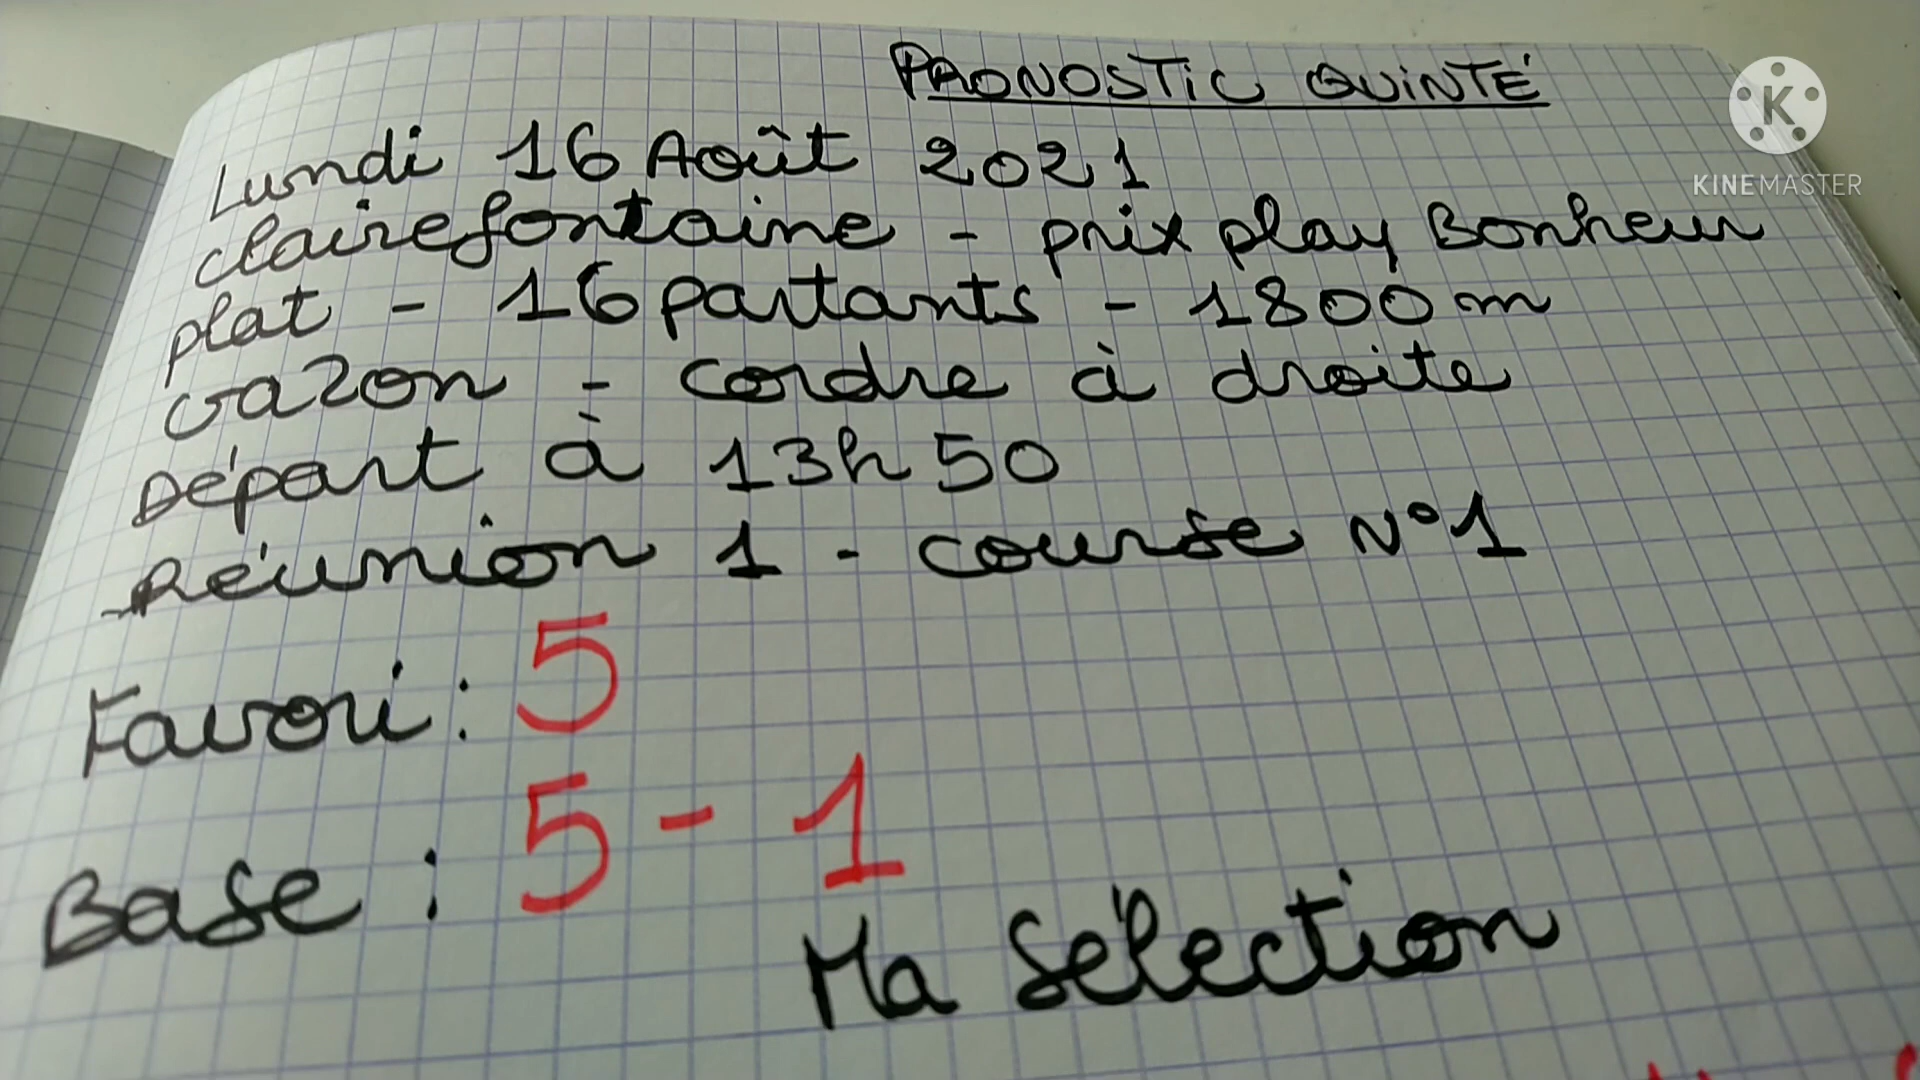 PRONOSTIC QUINTÉ
Lundi 16 Août 2021
clairefontaine - prix play Bonheur
plat - 16 partants - 1800 m
Gazon - cordre à droite
Départ à 13h50
Réunion 1 - course N°1
Favori : 5
Base : 5 - 1
Ma Sélection
K
KINEMASTER